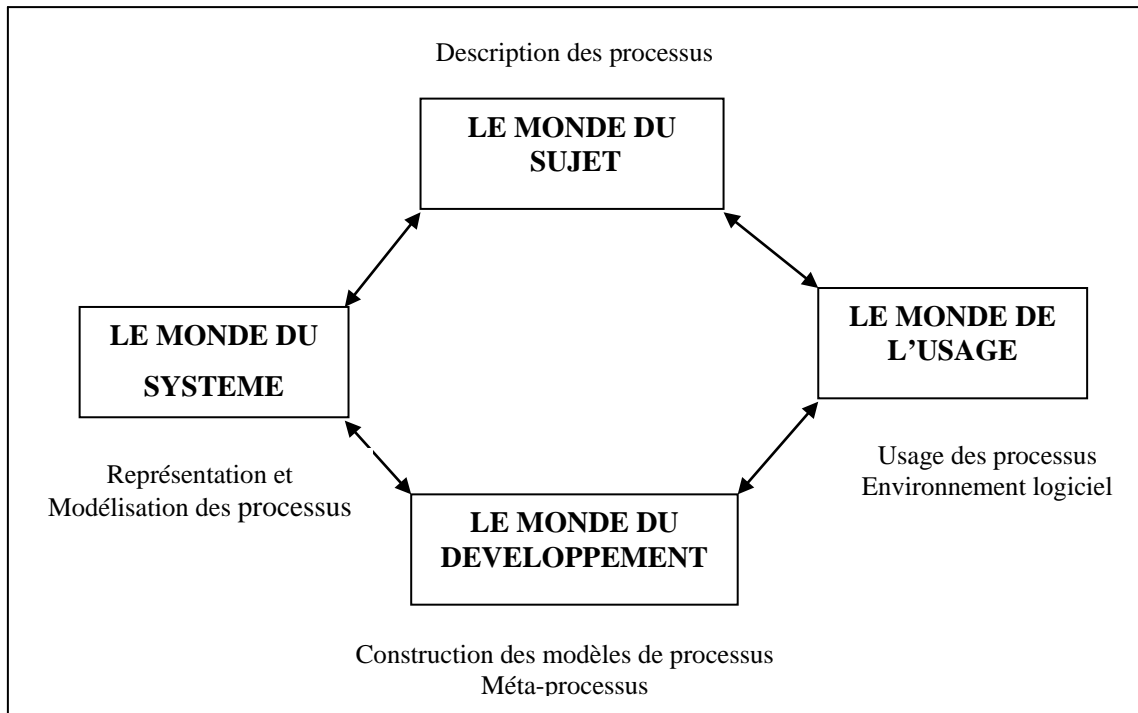 Description des processus
LE MONDE DU
SUJET
LE MONDE DU
SYSTEME
Représentation et
Modélisation des processus
LE MONDE DE
L’USAGE
Usage des processus
Environnement logiciel
LE MONDE DU
DEVELOPPEMENT
Construction des modèles de processus
Méta-processus